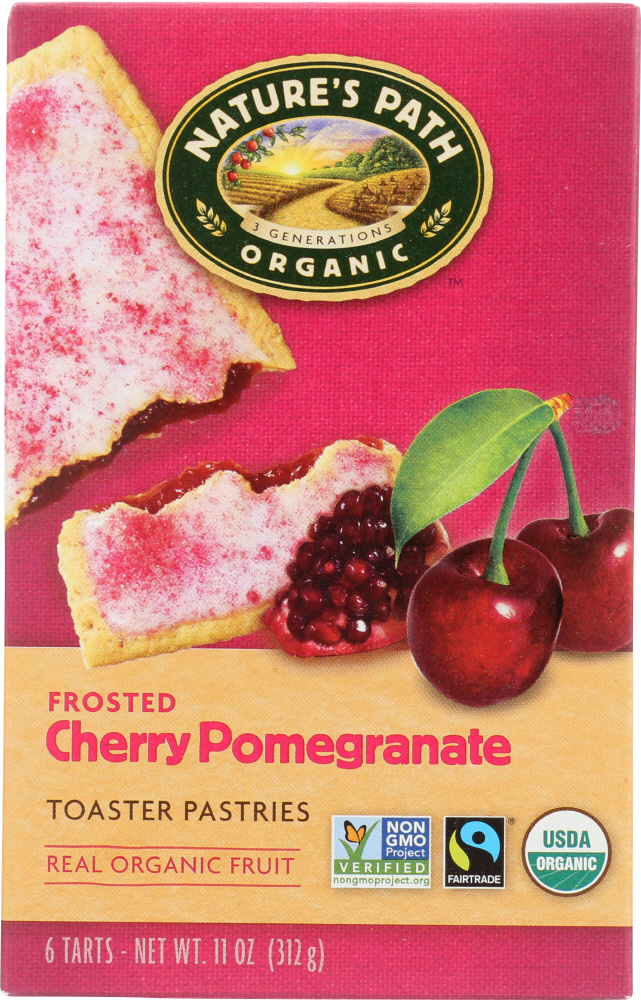 NATURE'S PATH
3 GENERATIONS
ORGANIC
TM
FROSTED
Cherry Pomegranate
TOASTER PASTRIES
REAL ORGANIC FRUIT
NON
GMO
Project
VERIFIED
nongmoproject.org
FAIRTRADE
®
USDA
ORGANIC
6 TARTS - NET WT. 11 OZ (312 g)